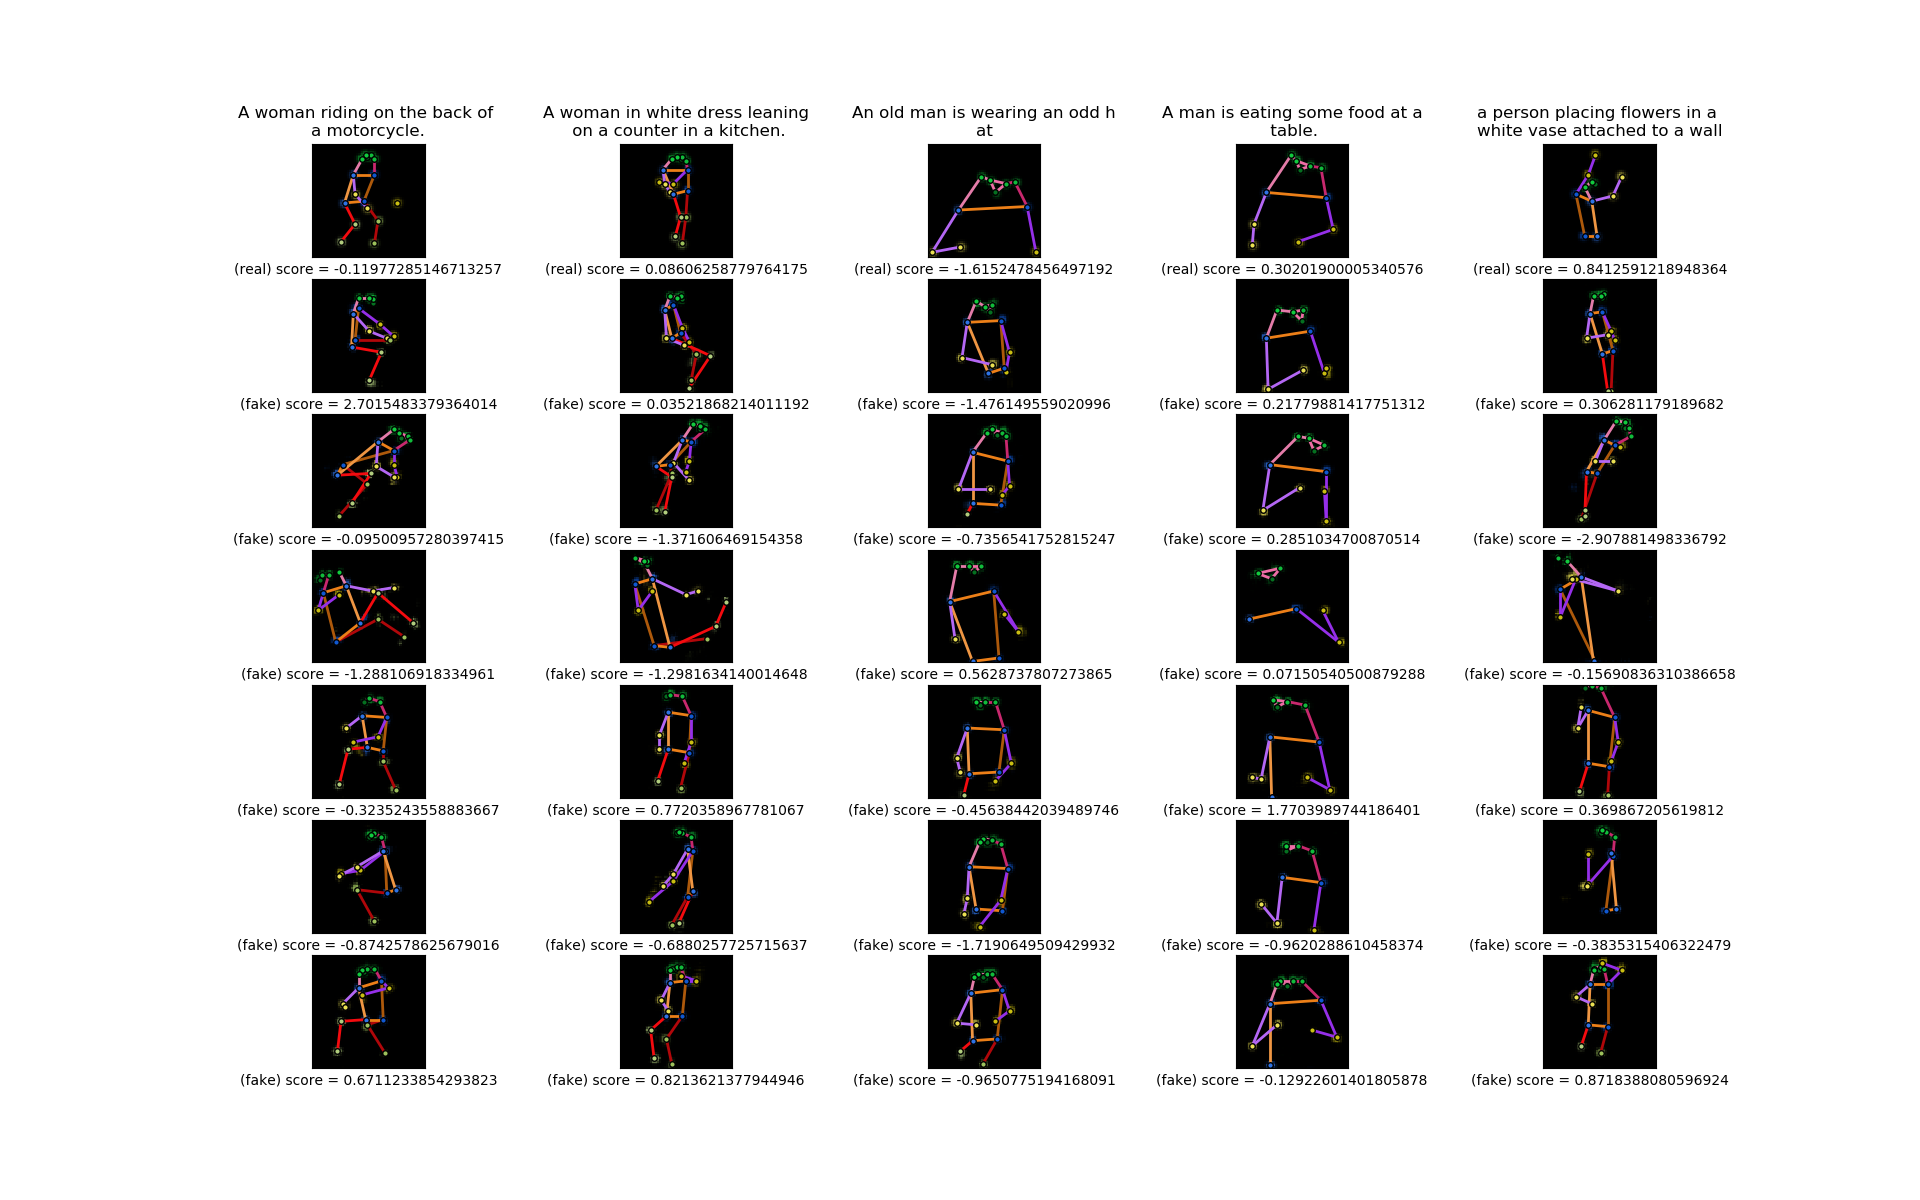 A woman riding on the back of
a motorcycle.
A woman in white dress leaning
on a counter in a kitchen.
An old man is wearing an odd h
at
A man is eating some food at a
table.
a person placing flowers in a
white vase attached to a wall
(real) score = -0.11977285146713257
(real) score = 0.08606258779764175
(real) score = -1.6152478456497192
(real) score = 0.30201900005340576
(real) score = 0.8412591218948364
(fake) score = 2.7015483379364014
(fake) score = 0.03521868214011192
(fake) score = -1.476149559020996
(fake) score = 0.21779881417751312
(fake) score = 0.306281179189682
(fake) score = -0.09500957280397415
(fake) score = -1.371606469154358
(fake) score = -0.7356541752815247
(fake) score = 0.2851034700870514
(fake) score = -2.907881498336792
(fake) score = -1.288106918334961
(fake) score = -1.2981634140014648
(fake) score = 0.5628737807273865
(fake) score = 0.07150540500879288
(fake) score = -0.15690836310386658
(fake) score = -0.3235243558883667
(fake) score = 0.7720358967781067
(fake) score = -0.45638442039489746
(fake) score = 1.7703989744186401
(fake) score = 0.369867205619812
(fake) score = -0.8742578625679016
(fake) score = -0.6880257725715637
(fake) score = -1.7190649509429932
(fake) score = -0.9620288610458374
(fake) score = -0.3835315406322479
(fake) score = 0.6711233854293823
(fake) score = 0.8213621377944946
(fake) score = -0.9650775194168091
(fake) score = -0.12922601401805878
(fake) score = 0.8718388080596924